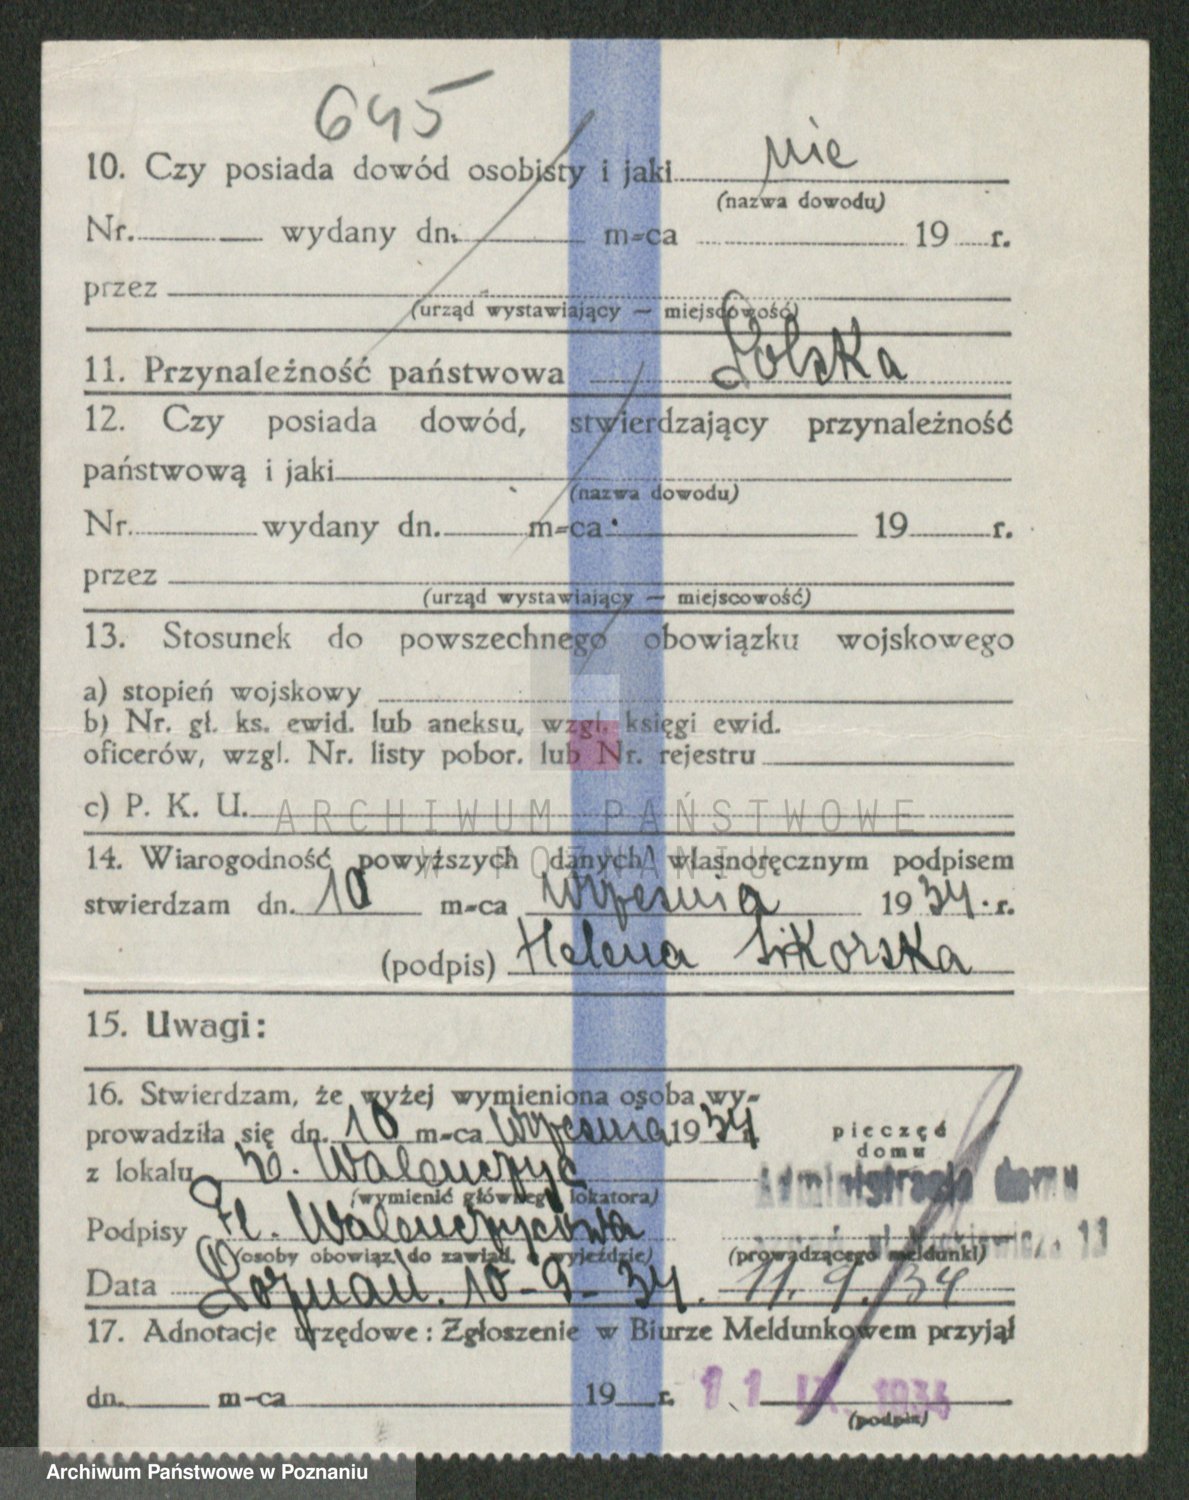 645
10. Czy posiada dowód osobisty i jaki nie
(nazwa dowodu)
Nr. wydany dn. m-ca 19 r.
przez
(urząd wystawiający — miejscowość)
11. Przynależność państwowa Polska
12. Czy posiada dowód, stwierdzający przynależność
państwową i jaki
(nazwa dowodu)
Nr. wydany dn. m-ca 19 r.
przez
(urząd wystawiający — miejscowość)
13. Stosunek do powszechnego obowiązku wojskowego
a) stopień wojskowy
b) Nr. gł. ks. ewid. lub aneksu, wzgl. księgi ewid.
oficerów, wzgl. Nr. listy pobor. lub Nr. rejestru
c) P. K. U.
ARCHIWUM PAŃSTWOWE
W POZNANIU
14. Wiarogodność powyższych danych własnoręcznym podpisem
stwierdzam dn. 10 m-ca Września 1934. r.
(podpis) Helena Sikorska
15. Uwagi:
16. Stwierdzam, że wyżej wymieniona osoba wy-
prowadziła się dn. 10 m-ca Września 1934 r.
pieczęć
domu
z lokalu Walenczyc
Administracja domu
(wymienić głównego lokatora)
Podpisy Walenczycowa
Mickiewicza 11
(osoby obowiąz. do zawiad. o wyjeździe) (prowadzącego meldunki)
Data Poznań. 10-9-34. 11.9.34
17. Adnotacje urzędowe: Zgłoszenie w Biurze Meldunkowem przyjął
dn. m-ca 19 r. 11 IX. 1934
(podpis)
Archiwum Państwowe w Poznaniu